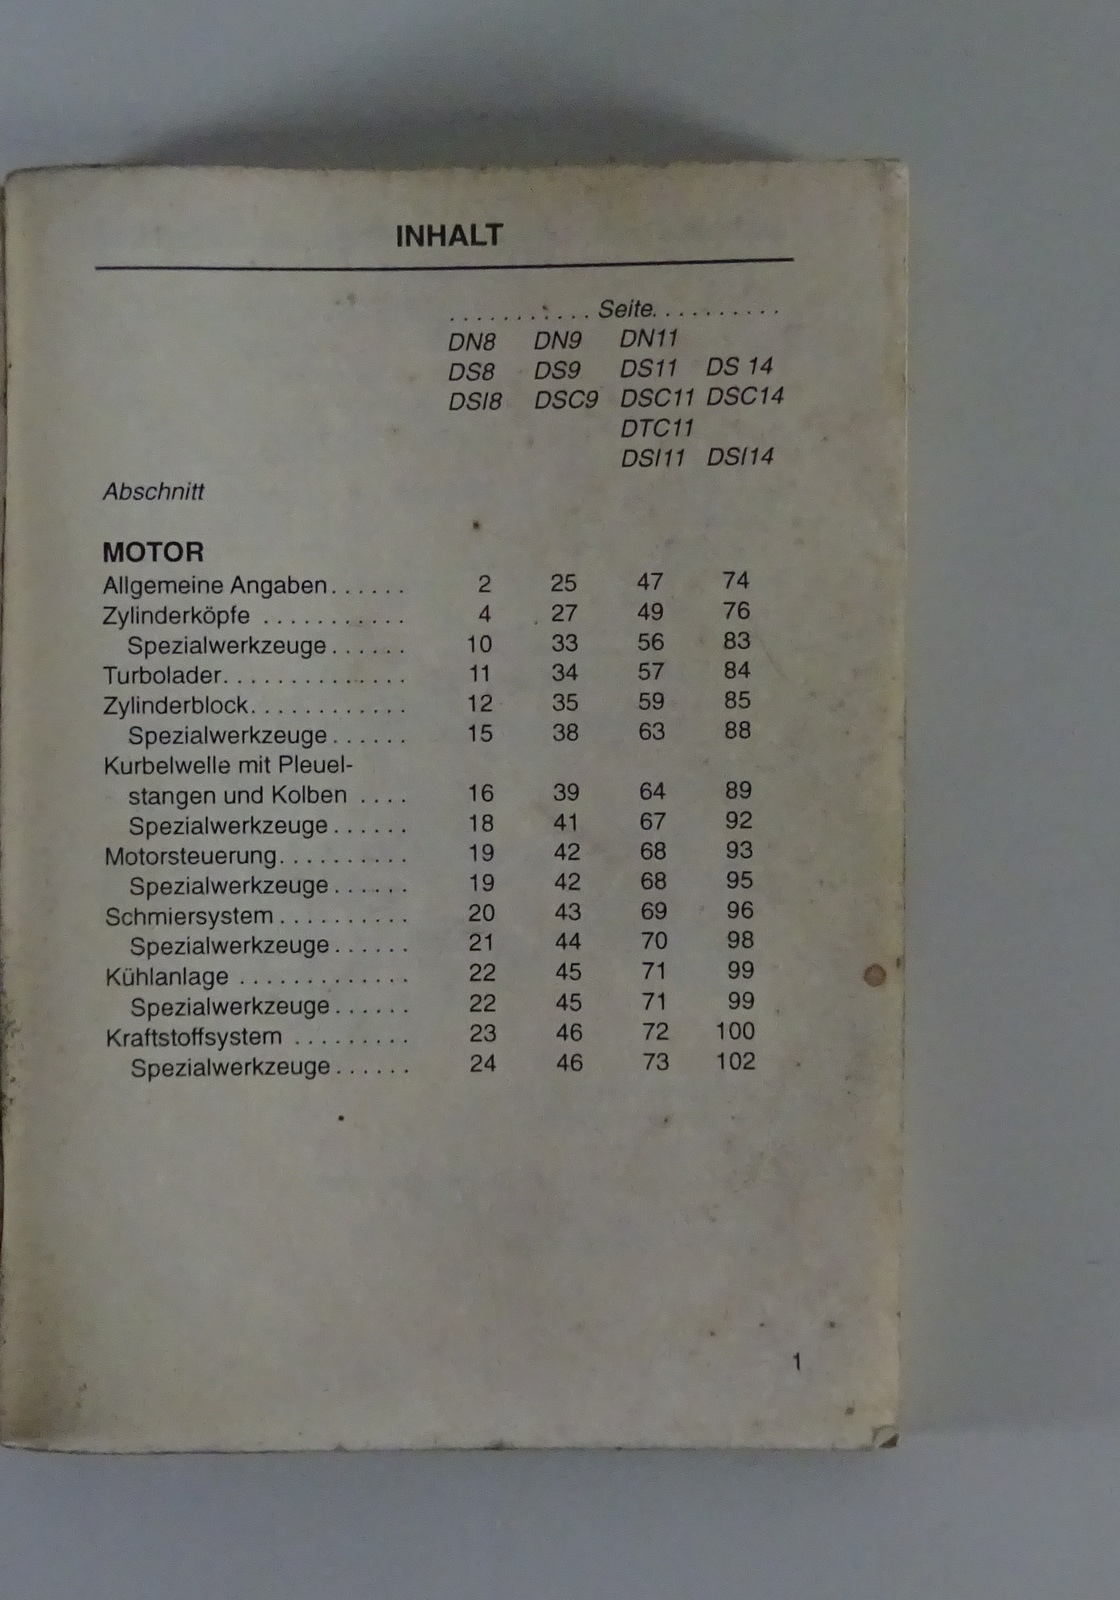 INHALT
. . . . . . . . . . . Seite. . . . . . . . . .
DN8 DN9 DN11
DS8 DS9 DS11 DS 14
DSI8 DSC9 DSC11 DSC14
DTC11
DSI11 DSI14
Abschnitt
MOTOR
Allgemeine Angaben. . . . . . 2 25 47 74
Zylinderköpfe . . . . . . . . . . . 4 27 49 76
Spezialwerkzeuge. . . . . . 10 33 56 83
Turbolader. . . . . . . . . . . . . . 11 34 57 84
Zylinderblock. . . . . . . . . . . . 12 35 59 85
Spezialwerkzeuge. . . . . . 15 38 63 88
Kurbelwelle mit Pleuel-
stangen und Kolben . . . . 16 39 64 89
Spezialwerkzeuge. . . . . . 18 41 67 92
Motorsteuerung. . . . . . . . . . 19 42 68 93
Spezialwerkzeuge. . . . . . 19 42 68 95
Schmiersystem. . . . . . . . . . 20 43 69 96
Spezialwerkzeuge. . . . . . 21 44 70 98
Kühlanlage . . . . . . . . . . . . . 22 45 71 99
Spezialwerkzeuge. . . . . . 22 45 71 99
Kraftstoffsystem . . . . . . . . . 23 46 72 100
Spezialwerkzeuge. . . . . . 24 46 73 102
1